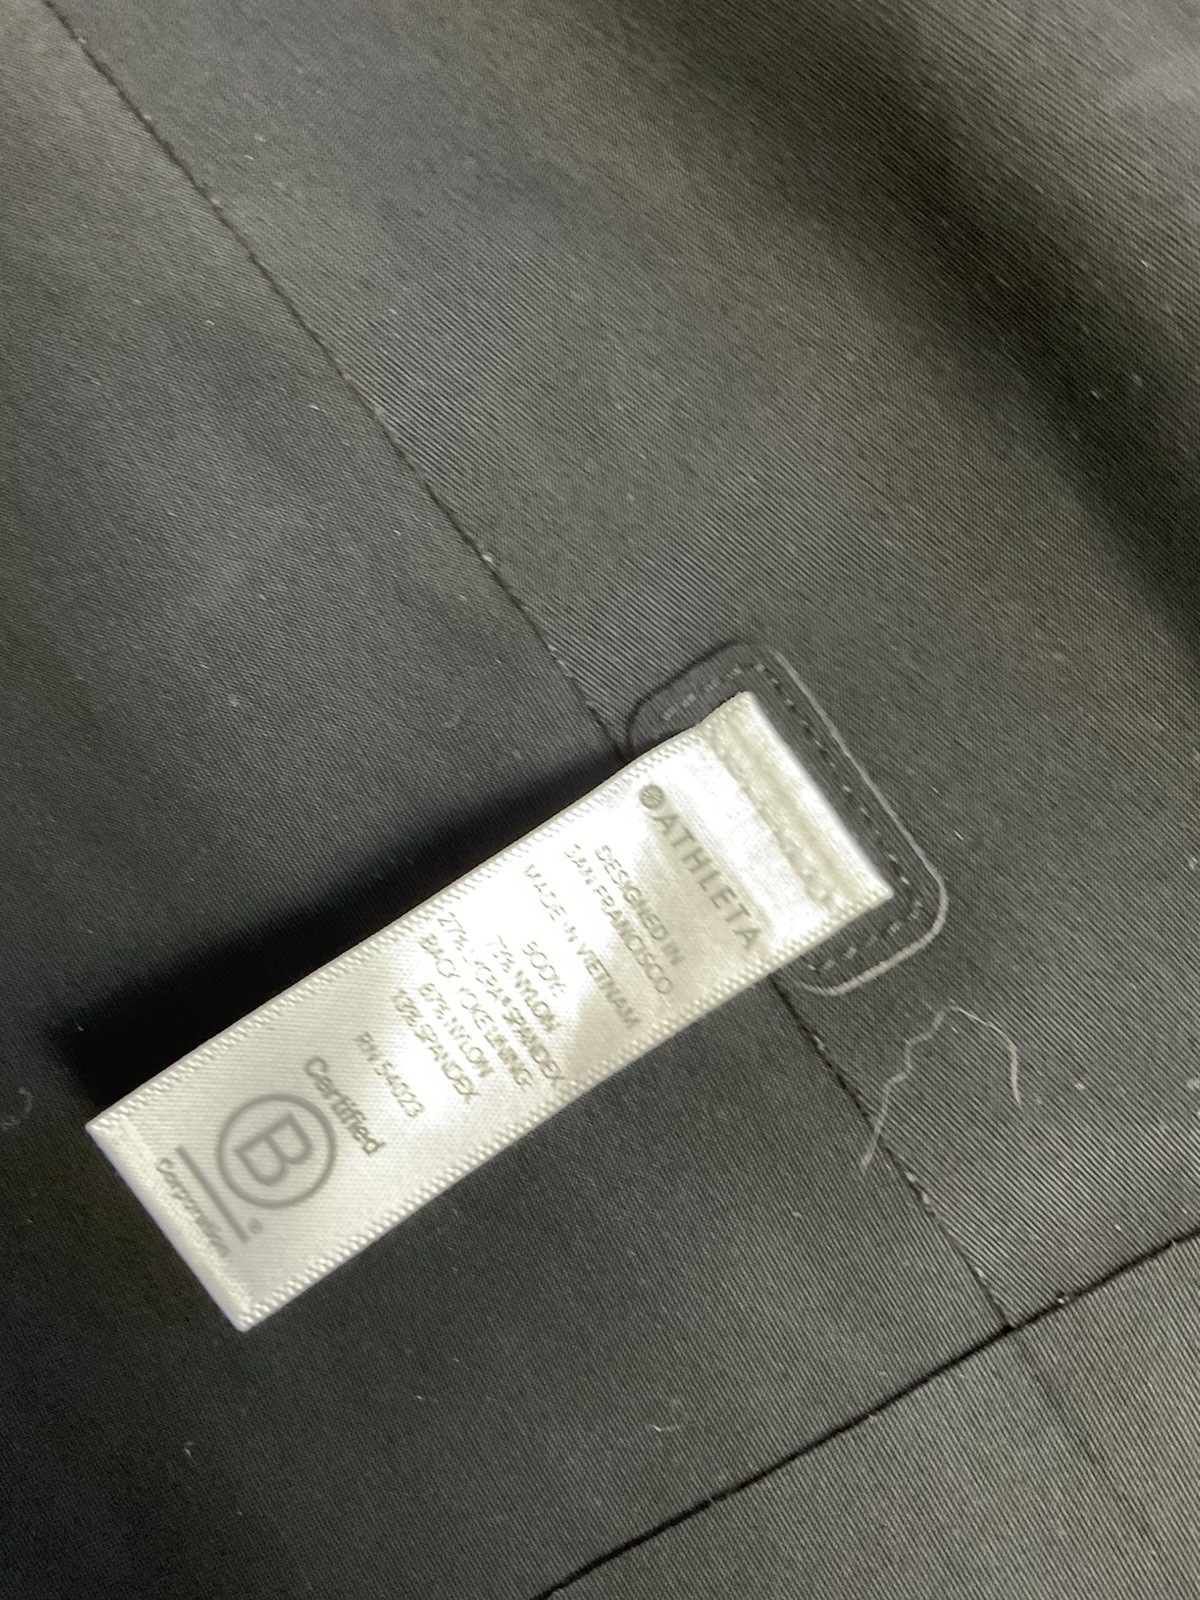 ATHLETA
DESIGNED IN
SAN FRANCISCO
MADE IN VIETNAM
BODY:
73% NYLON
27% LYCRA® SPANDEX
BACK YOKE LINING:
87% NYLON
13% SPANDEX
RN 54023
Certified
B
®
Corporation